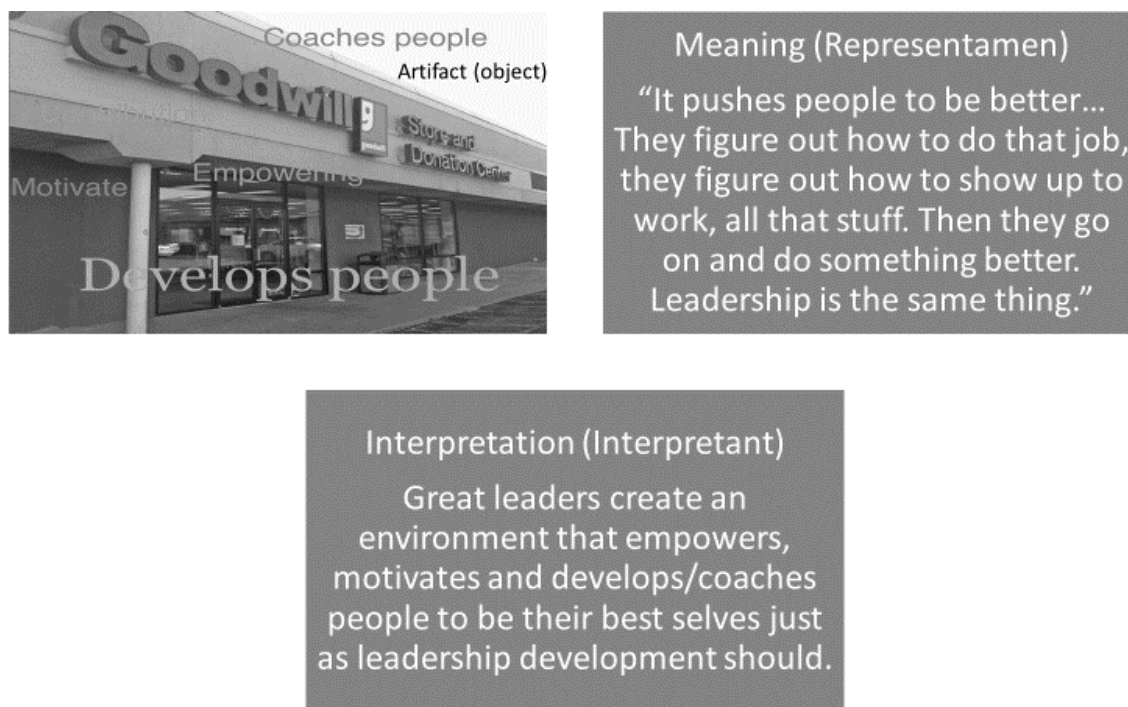 Coaches people
Artifact (object)
Goodwill
g
Store and
Donation Center
Motivate
Empowering
Develops people
Meaning (Representamen)
“It pushes people to be better…
They figure out how to do that job,
they figure out how to show up to
work, all that stuff. Then they go
on and do something better.
Leadership is the same thing.”
Interpretation (Interpretant)
Great leaders create an
environment that empowers,
motivates and develops/coaches
people to be their best selves just
as leadership development should.